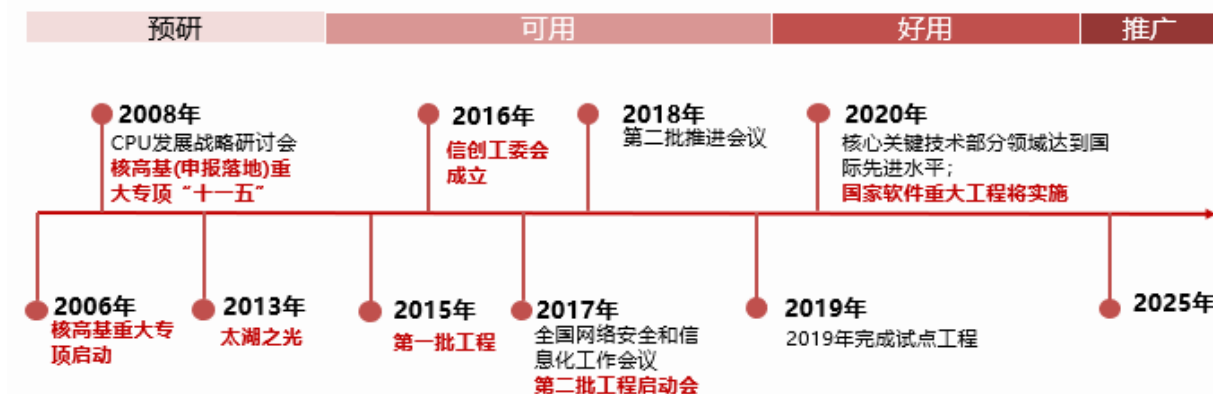 预研
可用
好用
推广
2008年
CPU发展战略研讨会
核高基(申报落地)重
大专项“十一五”
2016年
信创工委会
成立
2018年
第二批推进会议
2020年
核心关键技术部分领域达到国
际先进水平;
国家软件重大工程将实施
2006年
核高基重大专
项启动
2013年
太湖之光
2015年
第一批工程
2017年
全国网络安全和信
息化工作会议
第二批工程启动会
2019年
2019年完成试点工程
2025年